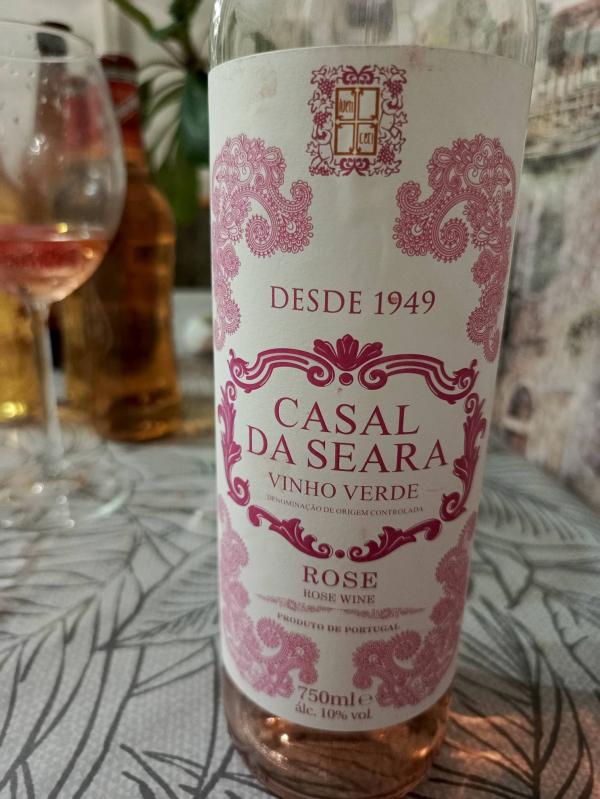 DESDE 1949
CASAL
DA SEARA
VINHO VERDE
DENOMINAÇÃO DE ORIGEM CONTROLADA
ROSE
ROSE WINE
PRODUTO DE PORTUGAL
750ml e
álc. 10% vol.